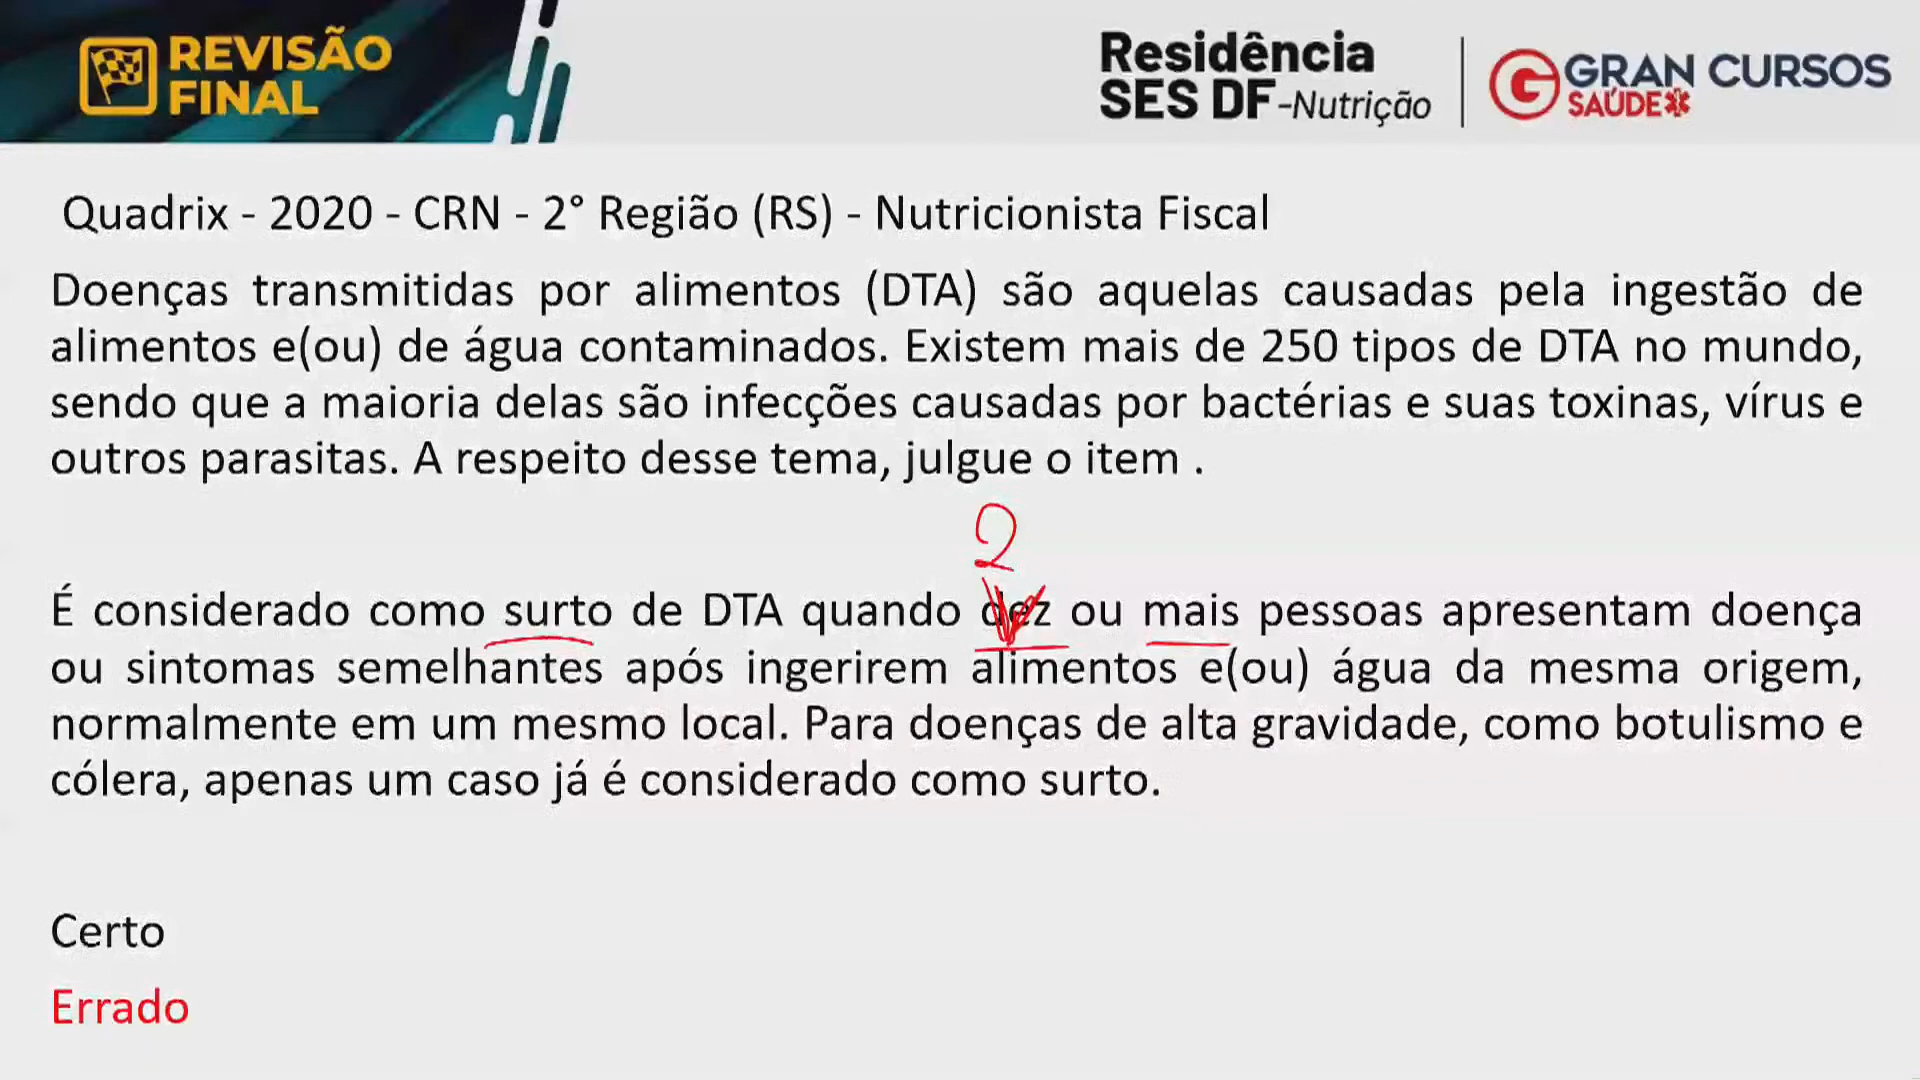 REVISÃO
FINAL
Residência
SES DF-Nutrição
GRAN CURSOS
SAÚDE
Quadrix - 2020 - CRN - 2° Região (RS) - Nutricionista Fiscal
Doenças transmitidas por alimentos (DTA) são aquelas causadas pela ingestão de
alimentos e(ou) de água contaminados. Existem mais de 250 tipos de DTA no mundo,
sendo que a maioria delas são infecções causadas por bactérias e suas toxinas, vírus e
outros parasitas. A respeito desse tema, julgue o item .
2
É considerado como surto de DTA quando dez ou mais pessoas apresentam doença
ou sintomas semelhantes após ingerirem alimentos e(ou) água da mesma origem,
normalmente em um mesmo local. Para doenças de alta gravidade, como botulismo e
cólera, apenas um caso já é considerado como surto.
Certo
Errado